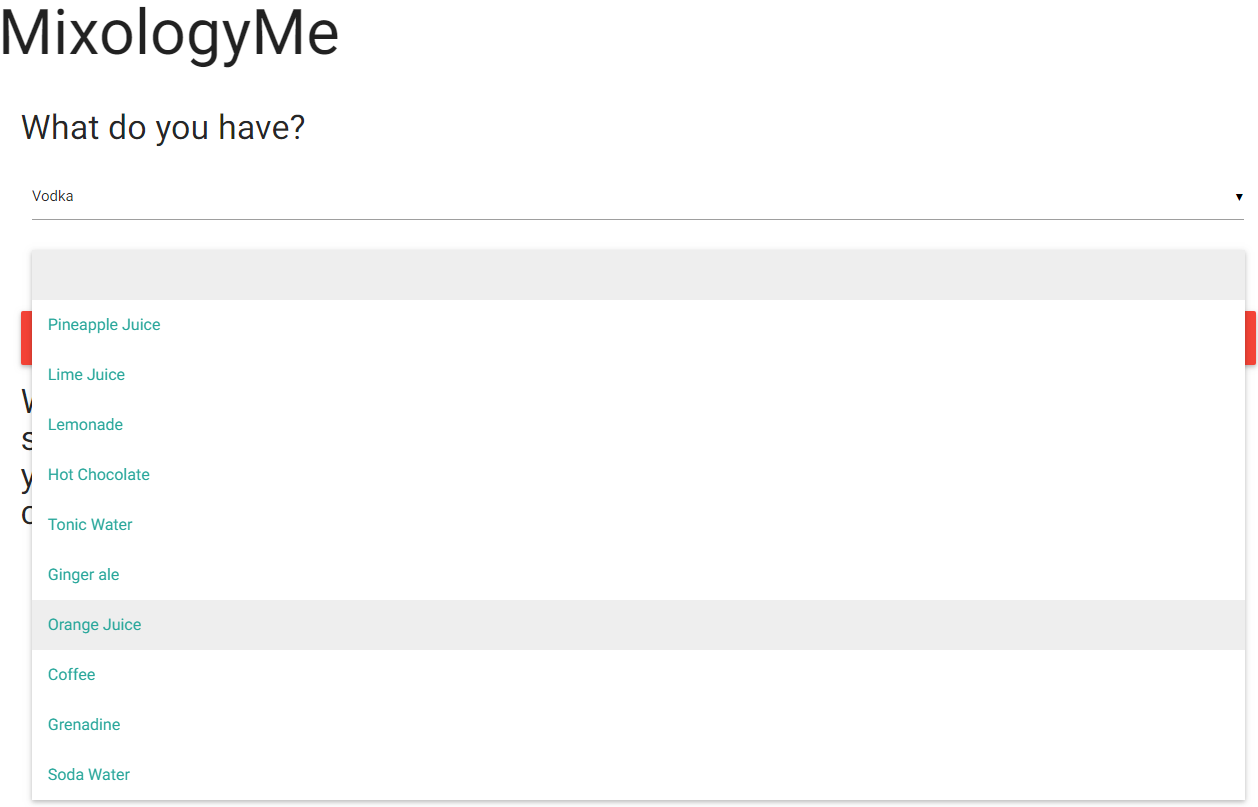 MixologyMe
What do you have?
Vodka
Pineapple Juice
Lime Juice
Lemonade
Hot Chocolate
Tonic Water
Ginger ale
Orange Juice
Coffee
Grenadine
Soda Water